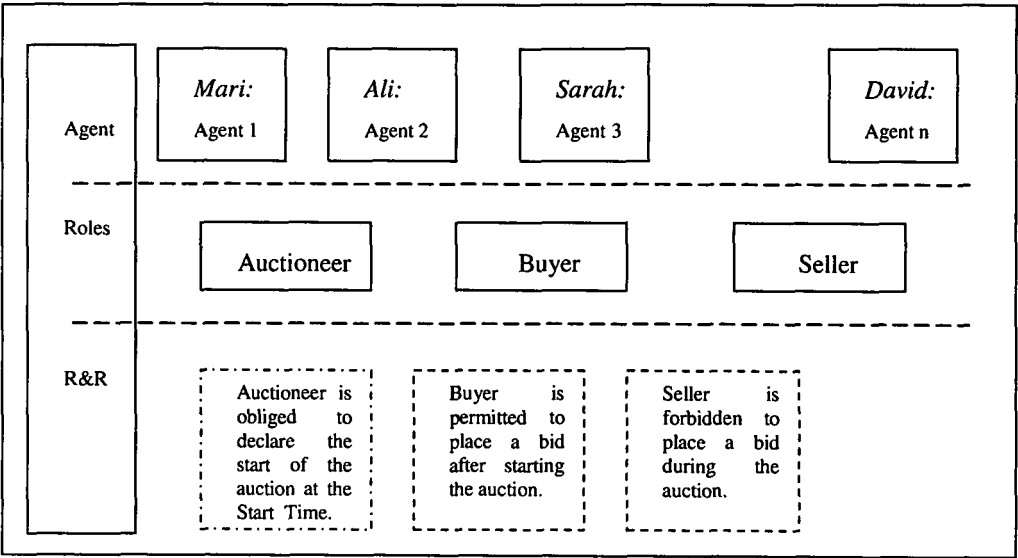 Agent
Mari:
Agent 1
Ali:
Agent 2
Sarah:
Agent 3
David:
Agent n
Roles
Auctioneer
Buyer
Seller
R&R
Auctioneer is
obliged to
declare the
start of the
auction at the
Start Time.
Buyer is
permitted to
place a bid
after starting
the auction.
Seller is
forbidden to
place a bid
during the
auction.